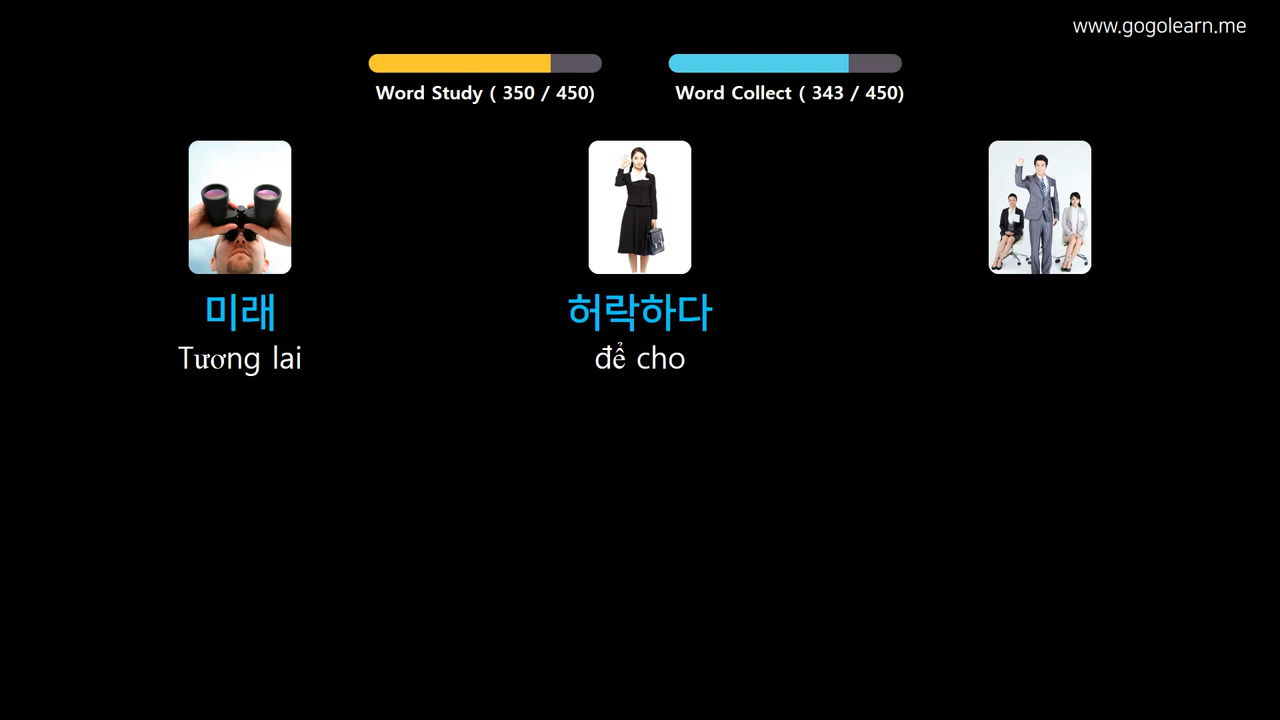 www.gogolearn.me
Word Study ( 350 / 450)
Word Collect ( 343 / 450)
미래
Tương lai
허락하다
để cho